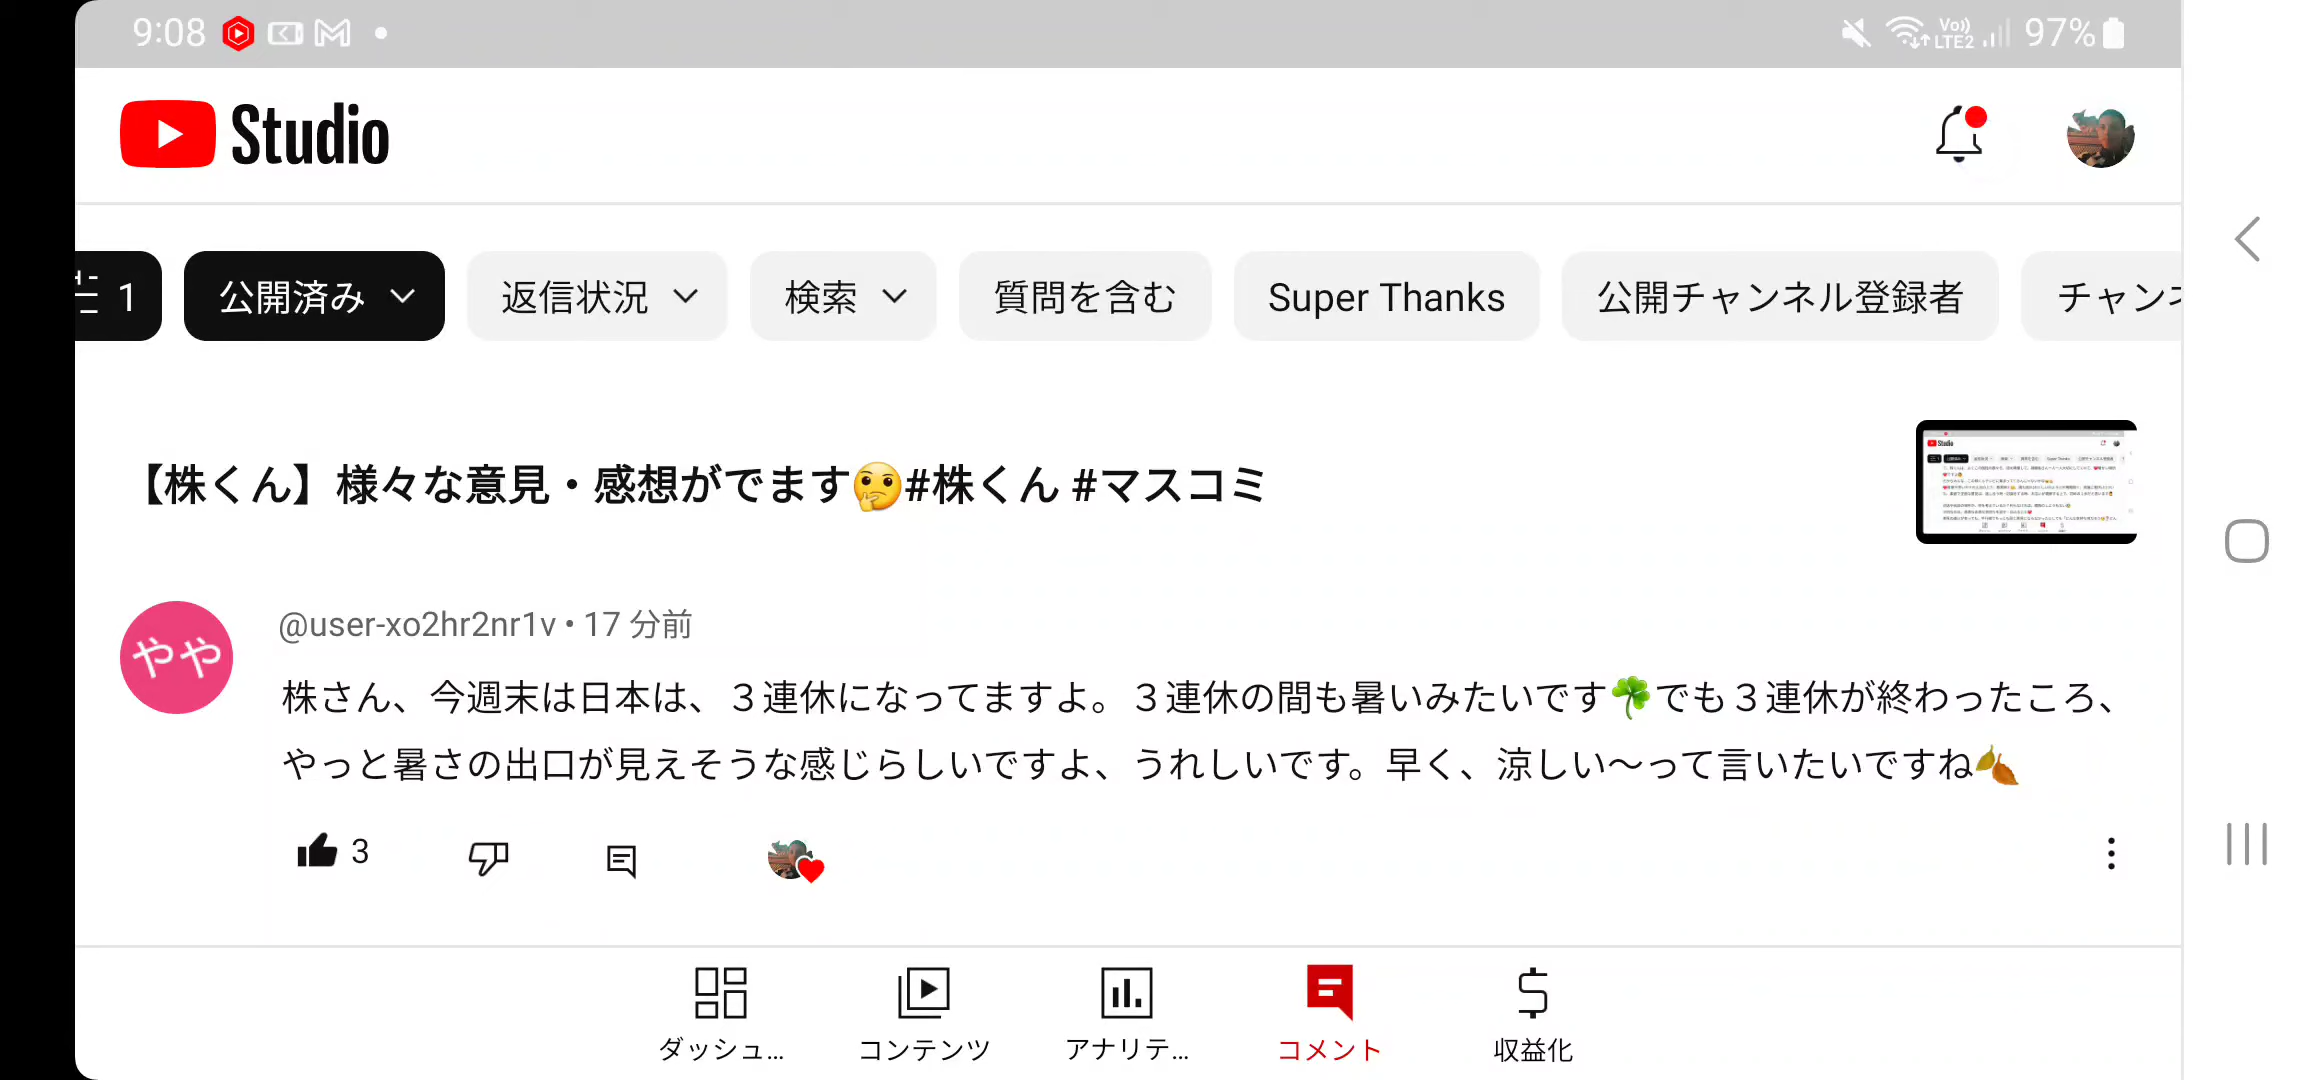 9:08
Vo))
LTE2
97%
Studio
1
公開済み
返信状況
検索
質問を含む
Super Thanks
公開チャンネル登録者
チャンネ
【株くん】様々な意見・感想がでます🤔#株くん #マスコミ
やや
@user-xo2hr2nr1v • 17 分前
株さん、今週末は日本は、３連休になってますよ。３連休の間も暑いみたいです☘️でも３連休が終わったころ、
やっと暑さの出口が見えそうな感じらしいですよ、うれしいです。早く、涼しい〜って言いたいですね🍂
3
ダッシュ...
コンテンツ
アナリテ...
コメント
収益化